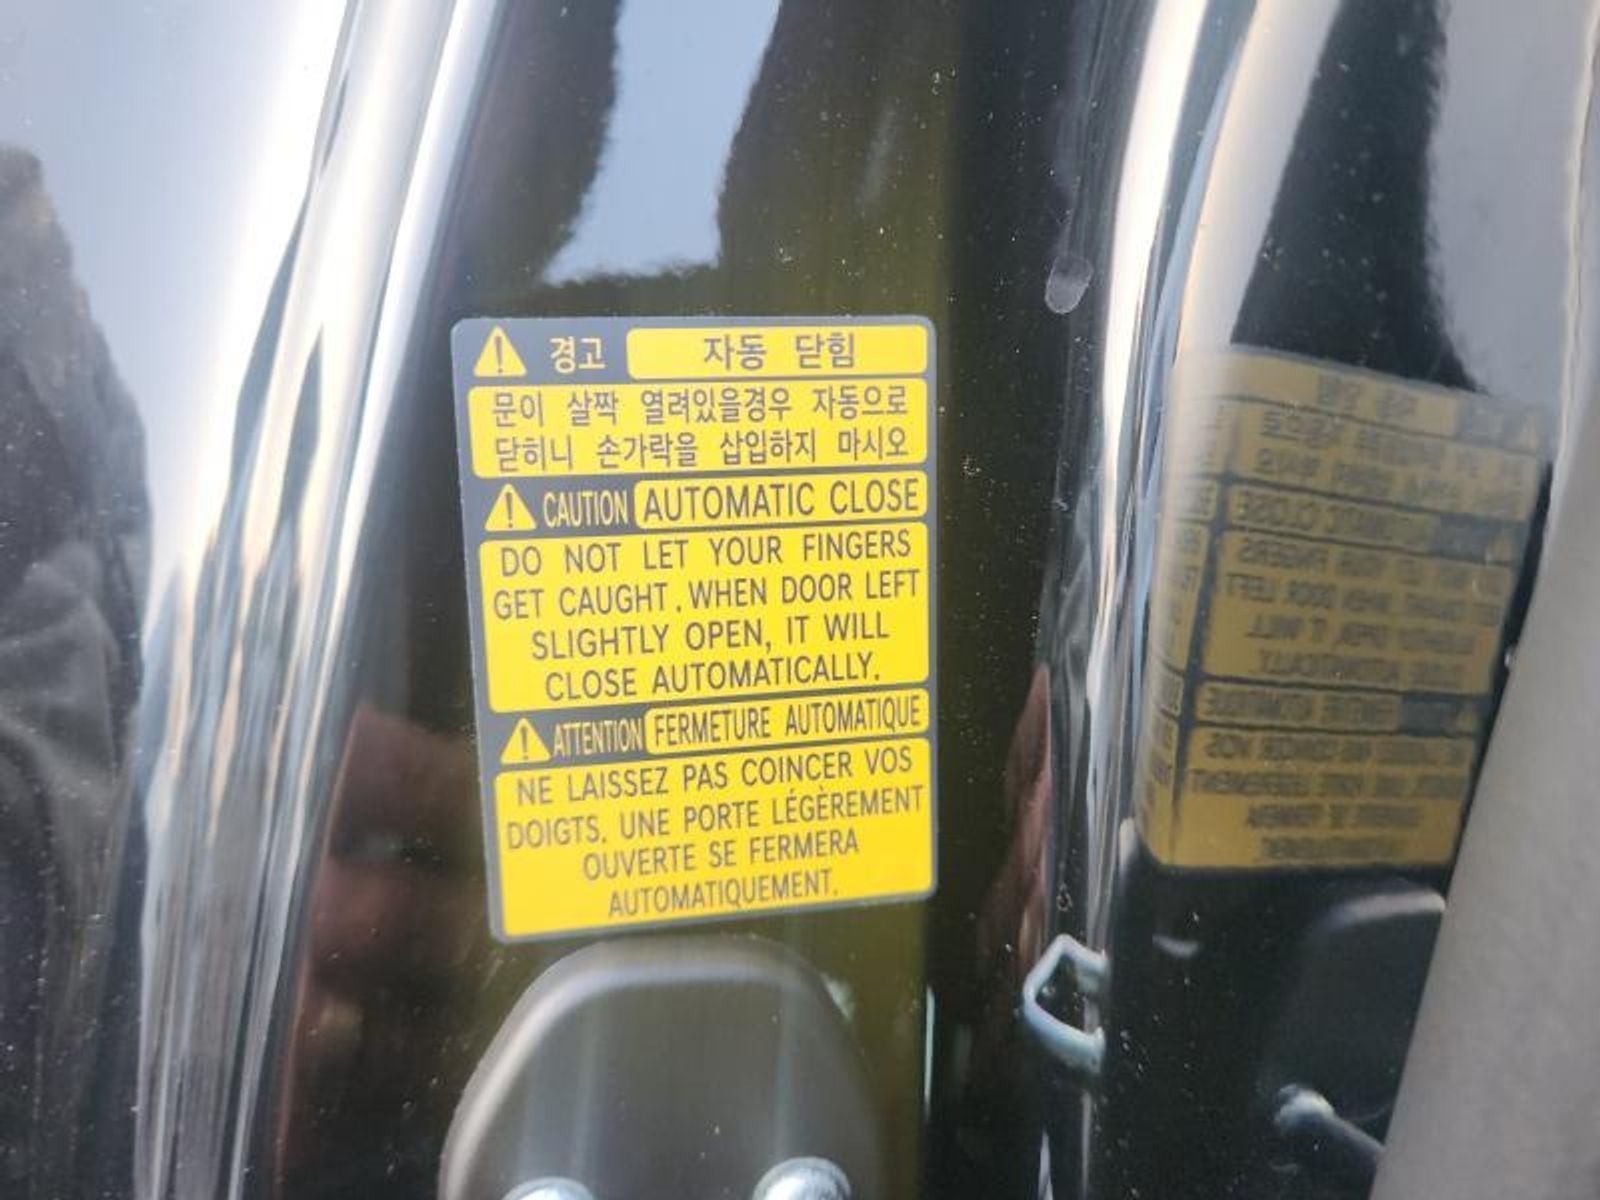 경고 자동 닫힘
문이 살짝 열려있을경우 자동으로
닫히니 손가락을 삽입하지 마시오
CAUTION AUTOMATIC CLOSE
DO NOT LET YOUR FINGERS
GET CAUGHT. WHEN DOOR LEFT
SLIGHTLY OPEN, IT WILL
CLOSE AUTOMATICALLY.
ATTENTION FERMETURE AUTOMATIQUE
NE LAISSEZ PAS COINCER VOS
DOIGTS. UNE PORTE LÉGÈREMENT
OUVERTE SE FERMERA
AUTOMATIQUEMENT.